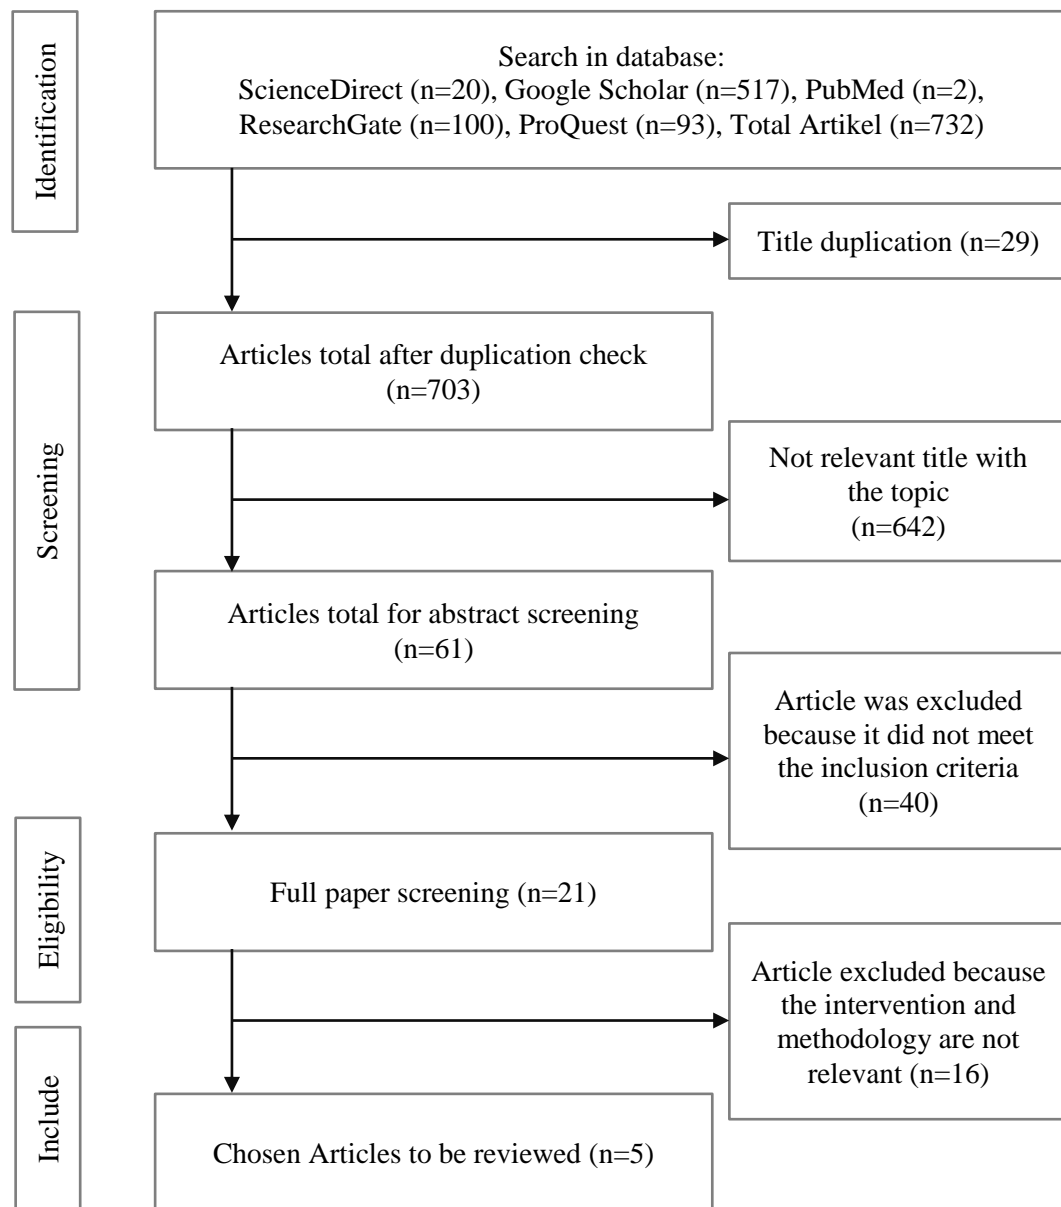 Identification
Search in database:
ScienceDirect (n=20), Google Scholar (n=517), PubMed (n=2),
ResearchGate (n=100), ProQuest (n=93), Total Artikel (n=732)
Title duplication (n=29)
Screening
Articles total after duplication check
(n=703)
Not relevant title with
the topic
(n=642)
Articles total for abstract screening
(n=61)
Article was excluded
because it did not meet
the inclusion criteria
(n=40)
Eligibility
Full paper screening (n=21)
Article excluded because
the intervention and
methodology are not
relevant (n=16)
Include
Chosen Articles to be reviewed (n=5)